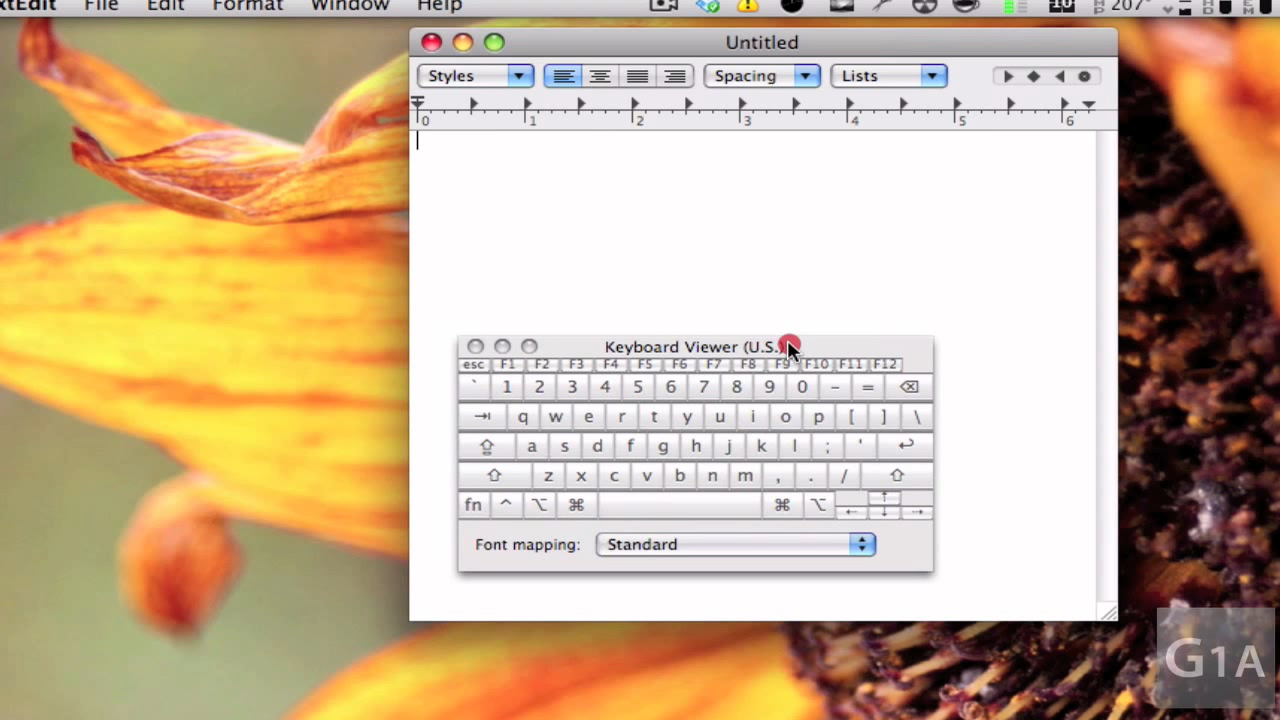 xtEdit File Edit Format Window Help 10 207°
Untitled
Styles Spacing Lists
0 1 2 3 4 5 6
Keyboard Viewer (U.S.)
esc F1 F2 F3 F4 F5 F6 F7 F8 F9 F10 F11 F12
` 1 2 3 4 5 6 7 8 9 0 - = ⌫
⇥ q w e r t y u i o p [ ] \
⇪ a s d f g h j k l ; ' ↩
⇧ z x c v b n m , . / ⇧
fn ^ ⌥ ⌘ ⌘ ⌥ ← ↑ ↓ →
Font mapping: Standard
G1A